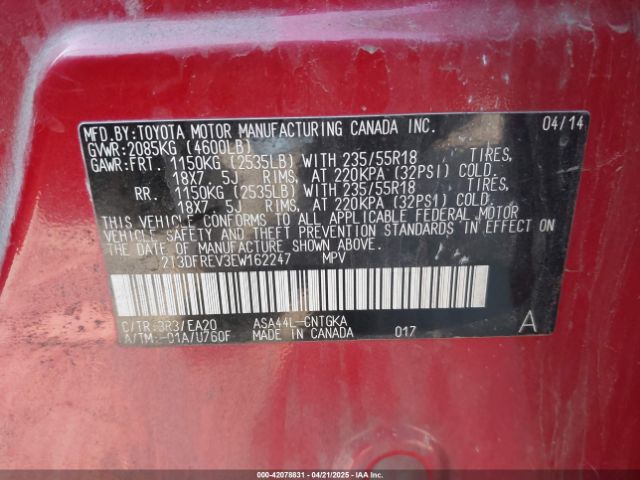 MFD.BY:TOYOTA MOTOR MANUFACTURING CANADA INC. 04/14
GVWR:2085KG (4600LB)
GAWR:FRT. 1150KG (2535LB) WITH 235/55R18 TIRES,
18X7. 5J RIMS, AT 220KPA (32PSI) COLD.
RR. 1150KG (2535LB) WITH 235/55R18 TIRES,
18X7. 5J RIMS, AT 220KPA (32PSI) COLD.
THIS VEHICLE CONFORMS TO ALL APPLICABLE FEDERAL MOTOR
VEHICLE SAFETY AND THEFT PREVENTION STANDARDS IN EFFECT ON
THE DATE OF MANUFACTURE SHOWN ABOVE.
2T3DFREV3EW162247 MPV
C/TR:3R3/EA20 ASA44L-CNTGKA
A/TM:-01A/U760F MADE IN CANADA 017 A
000-42078831 - 04/21/2025 - IAAI.COM